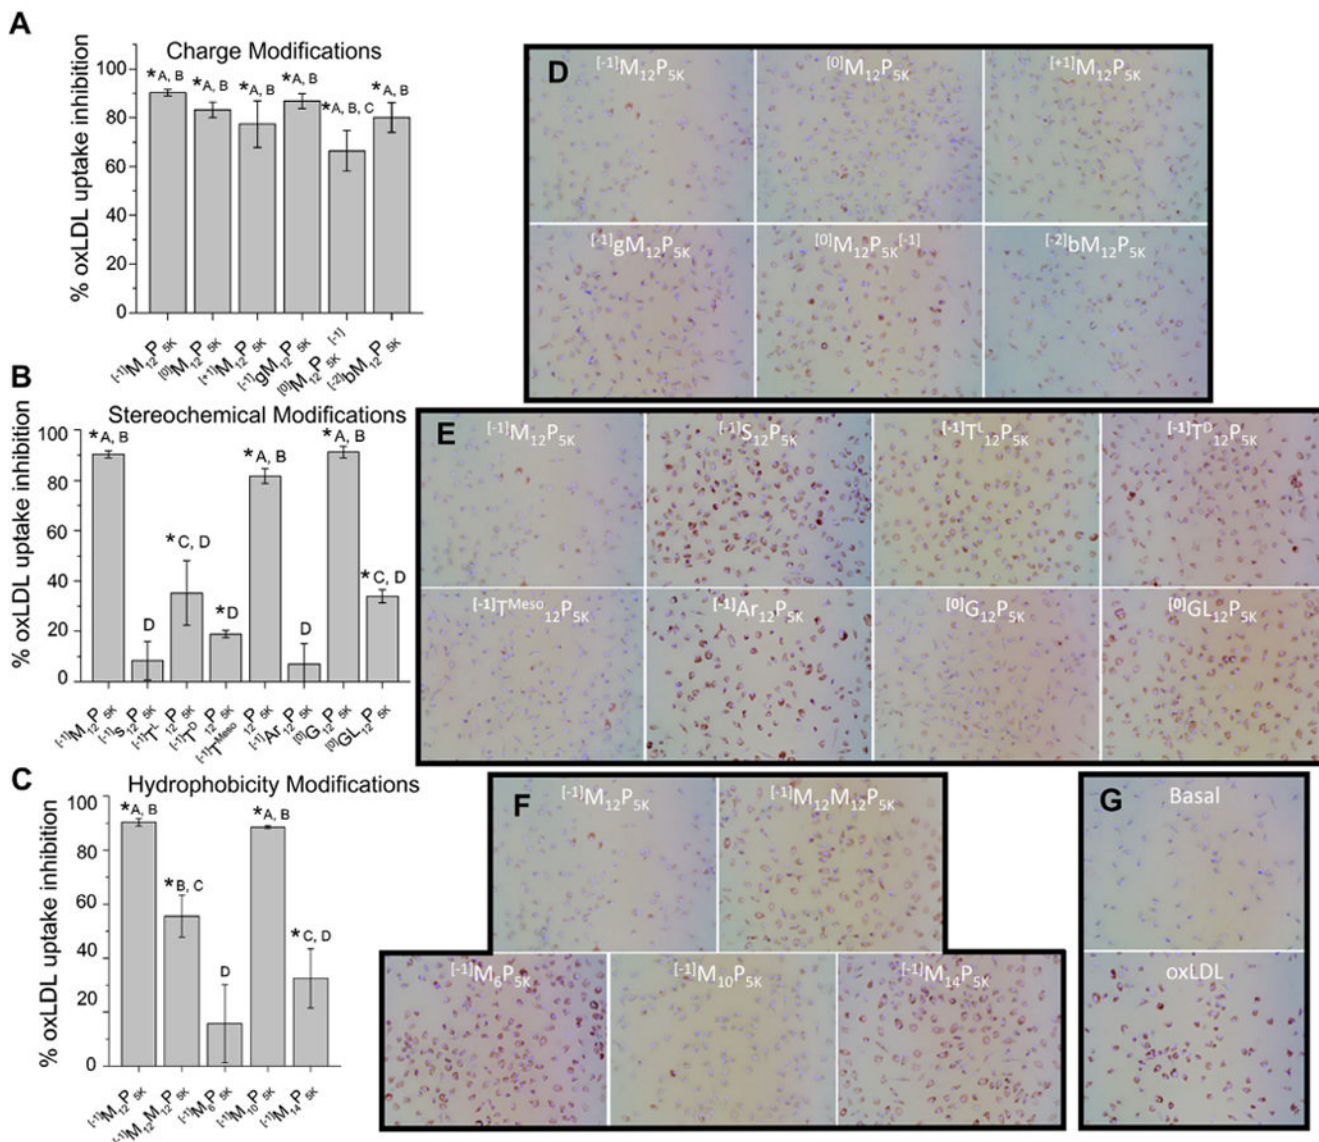 A
Charge Modifications
% oxLDL uptake inhibition
100
80
60
40
20
0
*A, B
*A, B
*A, B
*A, B
*A, B, C
*A, B
[-1]M12P5K
[0]M12P5K
[+1]M12P5K
[-1]gM12P5K
[0]M12P5K[-1]
[-2]bM12P5K
D
[-1]M12P5K
[0]M12P5K
[+1]M12P5K
[-1]gM12P5K
[0]M12P5K[-1]
[-2]bM12P5K
B
Stereochemical Modifications
% oxLDL uptake inhibition
100
80
60
40
20
0
*A, B
D
*C, D
*D
*A, B
D
*A, B
*C, D
[-1]M12P5K
[-1]S12P5K
[-1]TL12P5K
[-1]TD12P5K
[-1]TMeso12P5K
[-1]Ar12P5K
[0]G12P5K
[0]GL12P5K
E
[-1]M12P5K
[-1]S12P5K
[-1]TL12P5K
[-1]TD12P5K
[-1]TMeso12P5K
[-1]Ar12P5K
[0]G12P5K
[0]GL12P5K
C
Hydrophobicity Modifications
% oxLDL uptake inhibition
100
80
60
40
20
0
*A, B
*B, C
D
*A, B
*C, D
[-1]M12P5K
[-1]M12M12P5K
[-1]M6P5K
[-1]M10P5K
[-1]M14P5K
F
[-1]M12P5K
[-1]M12M12P5K
[-1]M6P5K
[-1]M10P5K
[-1]M14P5K
G
Basal
oxLDL